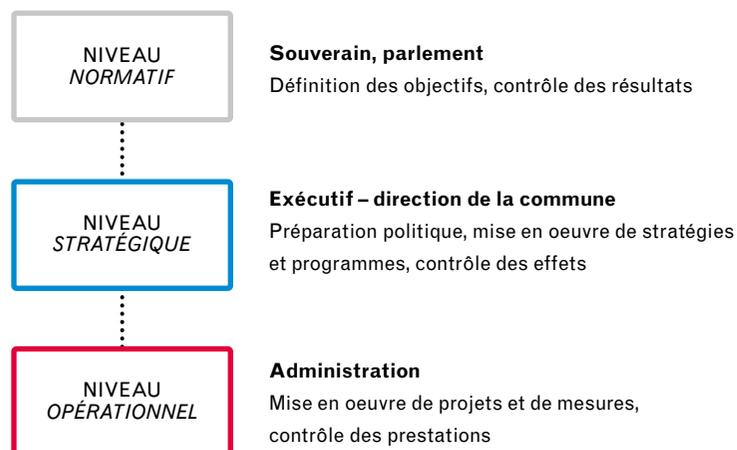 NIVEAU
NORMATIF
Souverain, parlement
Définition des objectifs, contrôle des résultats
NIVEAU
STRATÉGIQUE
Exécutif – direction de la commune
Préparation politique, mise en oeuvre de stratégies
et programmes, contrôle des effets
NIVEAU
OPÉRATIONNEL
Administration
Mise en oeuvre de projets et de mesures,
contrôle des prestations